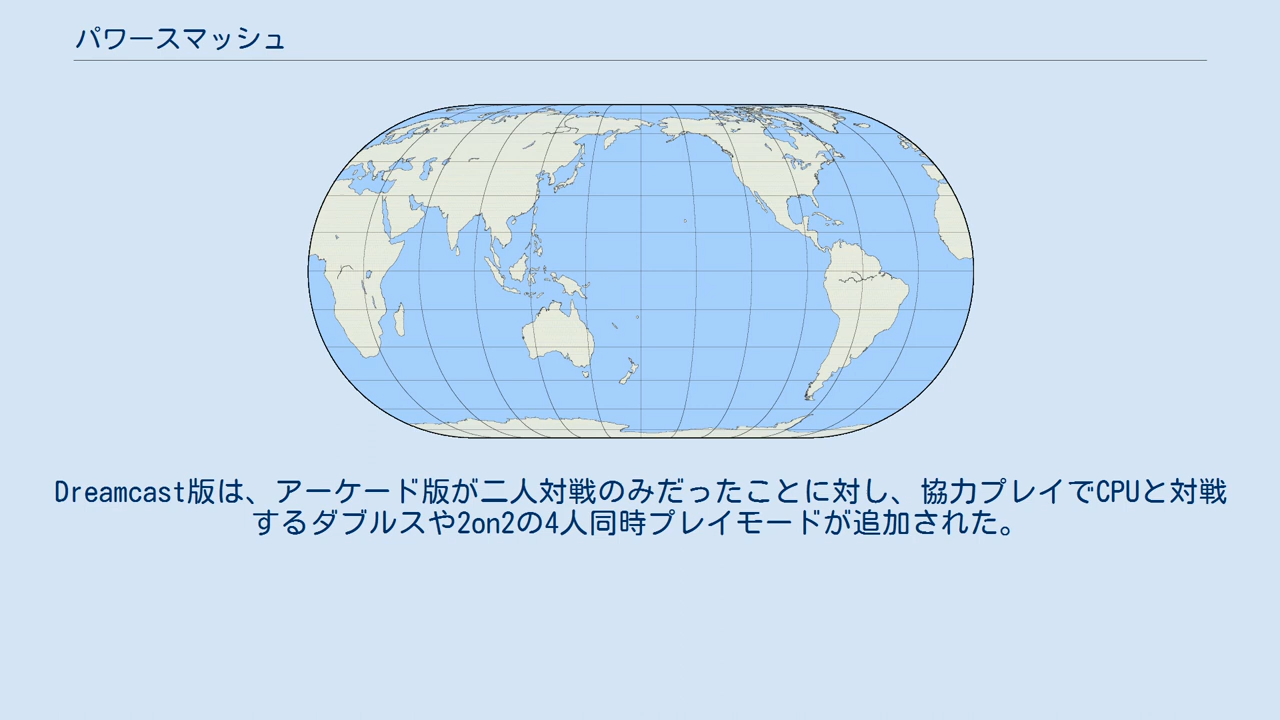 パワースマッシュ
Dreamcast版は、アーケード版が二人対戦のみだったことに対し、協力プレイでCPUと対戦
するダブルスや2on2の4人同時プレイモードが追加された。